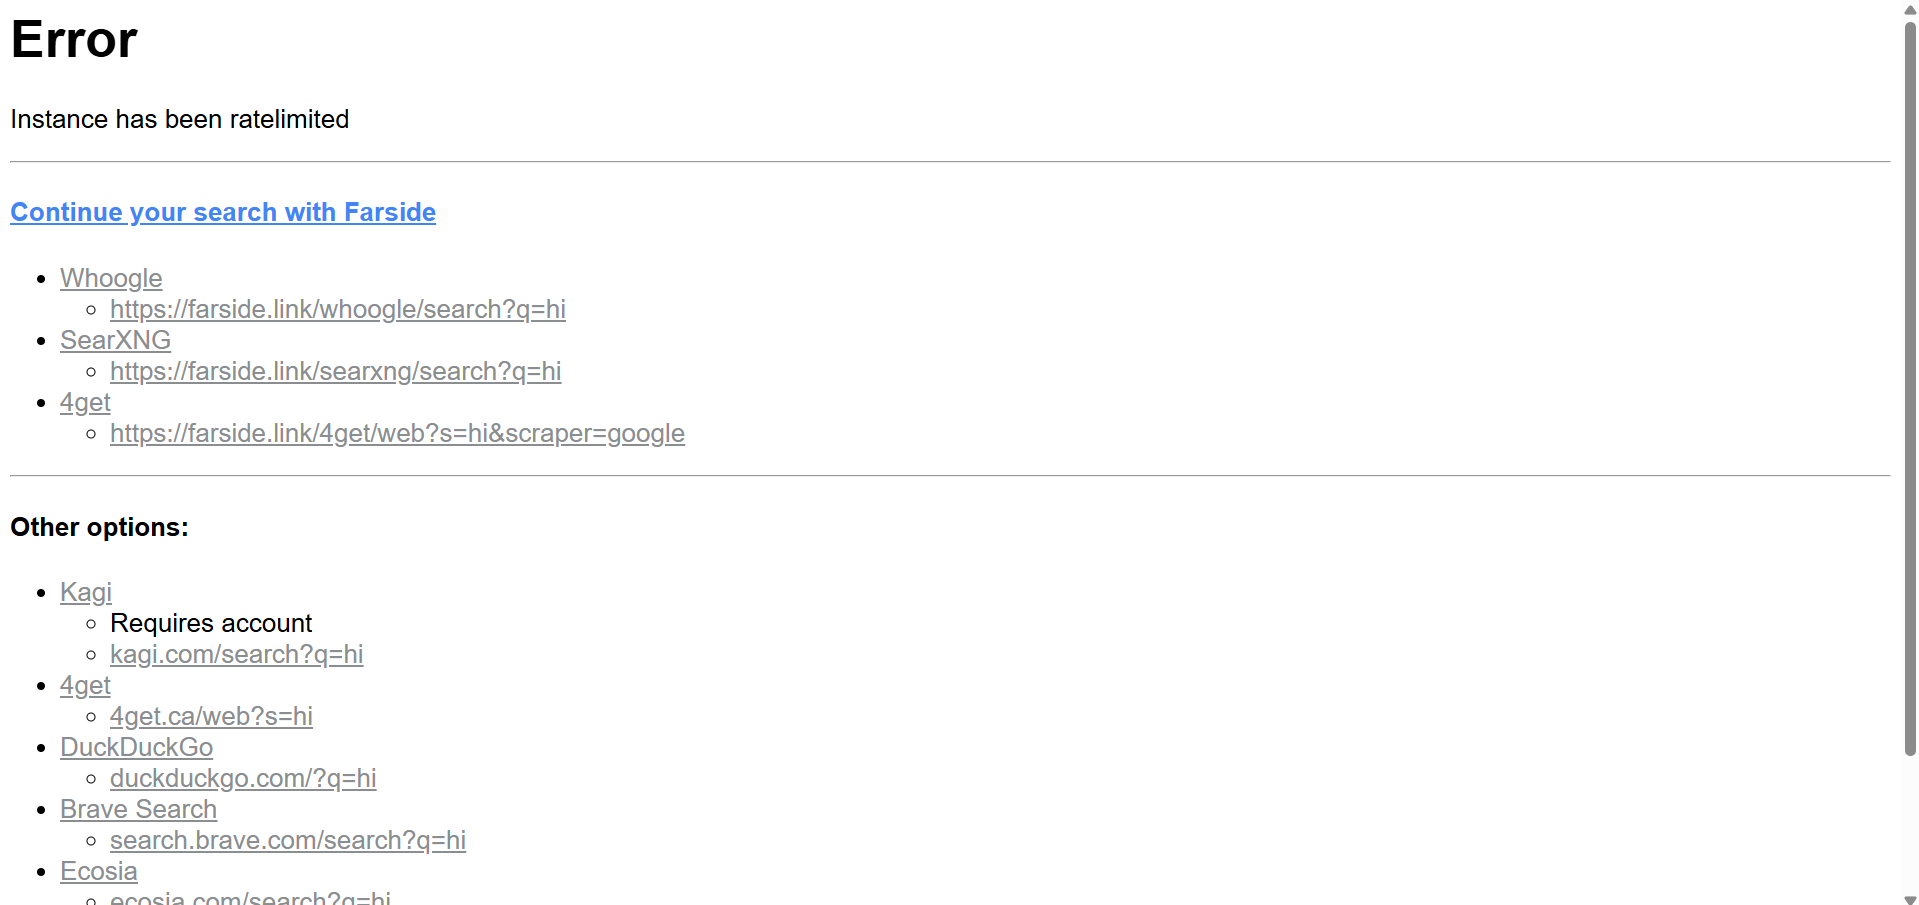 Error
Instance has been ratelimited
Continue your search with Farside
Whoogle
https://farside.link/whoogle/search?q=hi
SearXNG
https://farside.link/searxng/search?q=hi
4get
https://farside.link/4get/web?s=hi&scraper=google
Other options:
Kagi
Requires account
kagi.com/search?q=hi
4get
4get.ca/web?s=hi
DuckDuckGo
duckduckgo.com/?q=hi
Brave Search
search.brave.com/search?q=hi
Ecosia
ecosia.com/search?q=hi